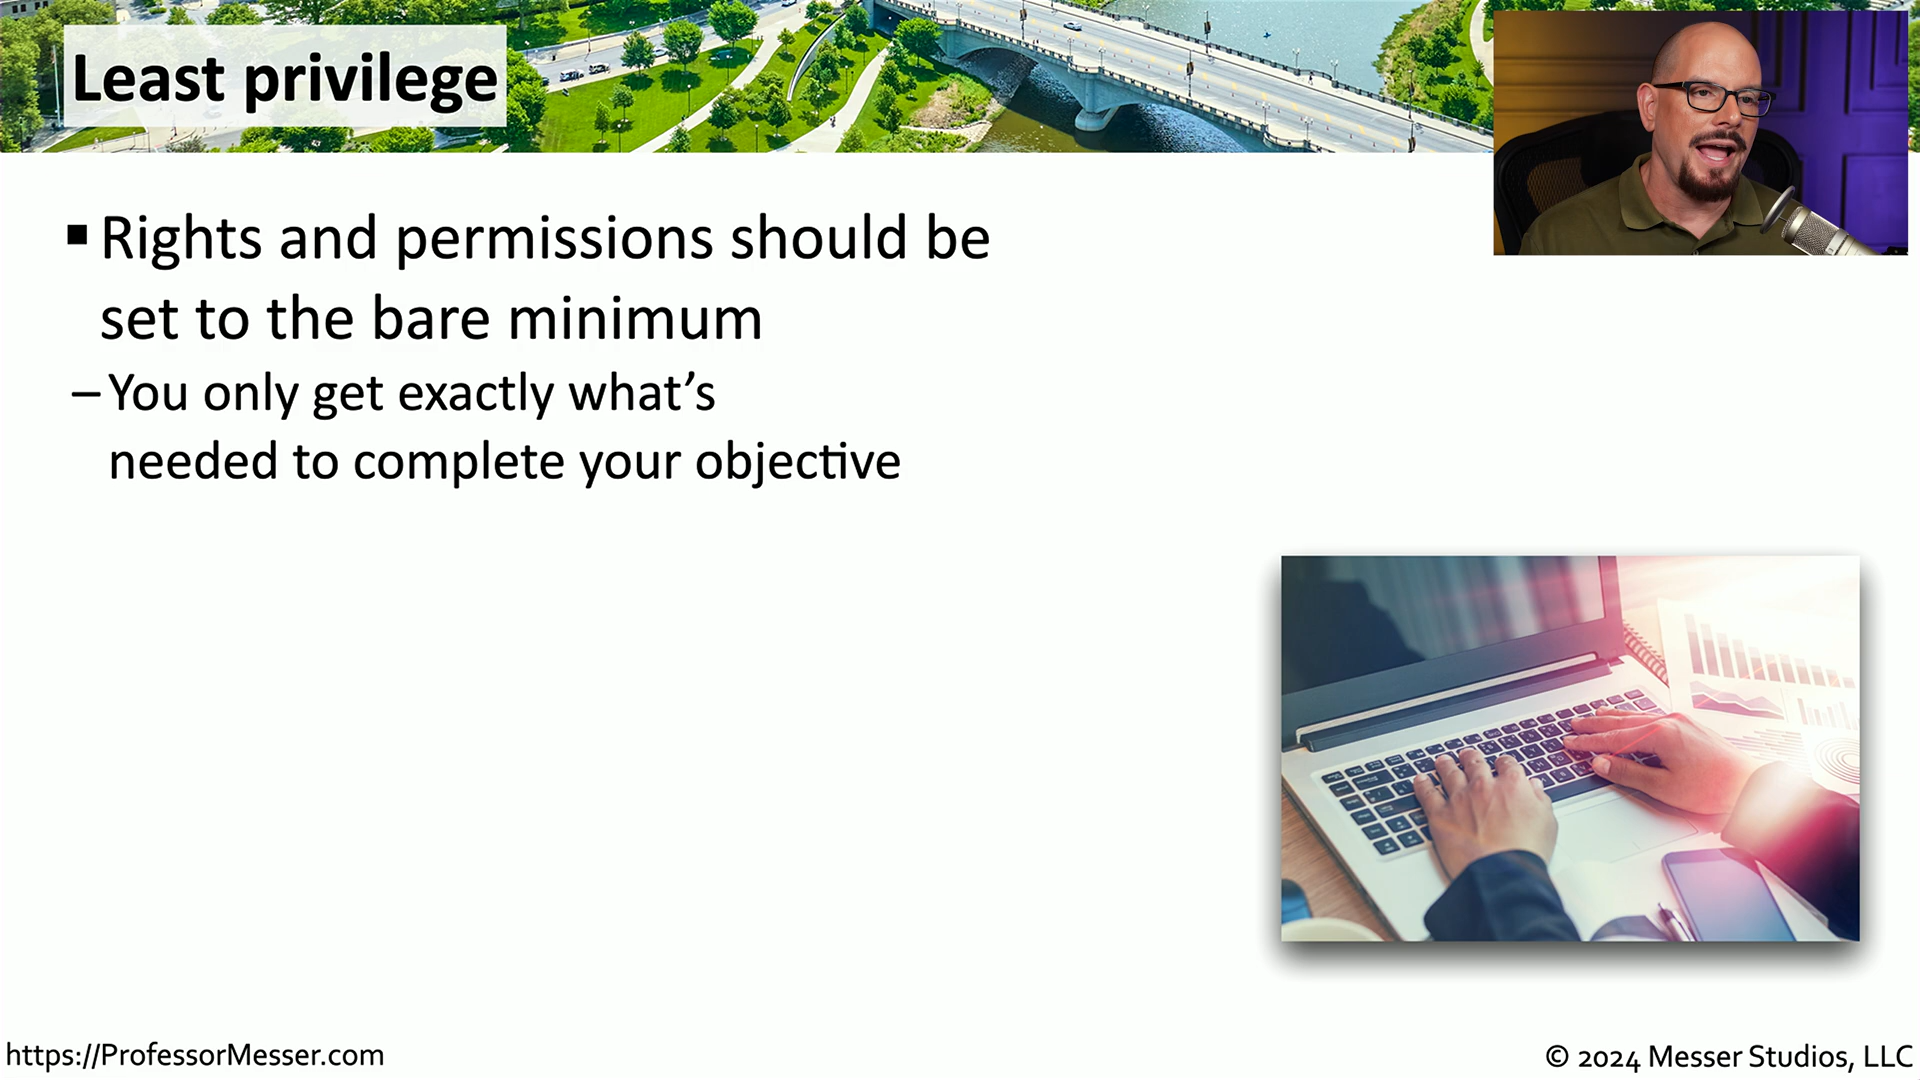 Least privilege
▪ Rights and permissions should be
set to the bare minimum
– You only get exactly what’s
needed to complete your objective
https://ProfessorMesser.com
© 2024 Messer Studios, LLC